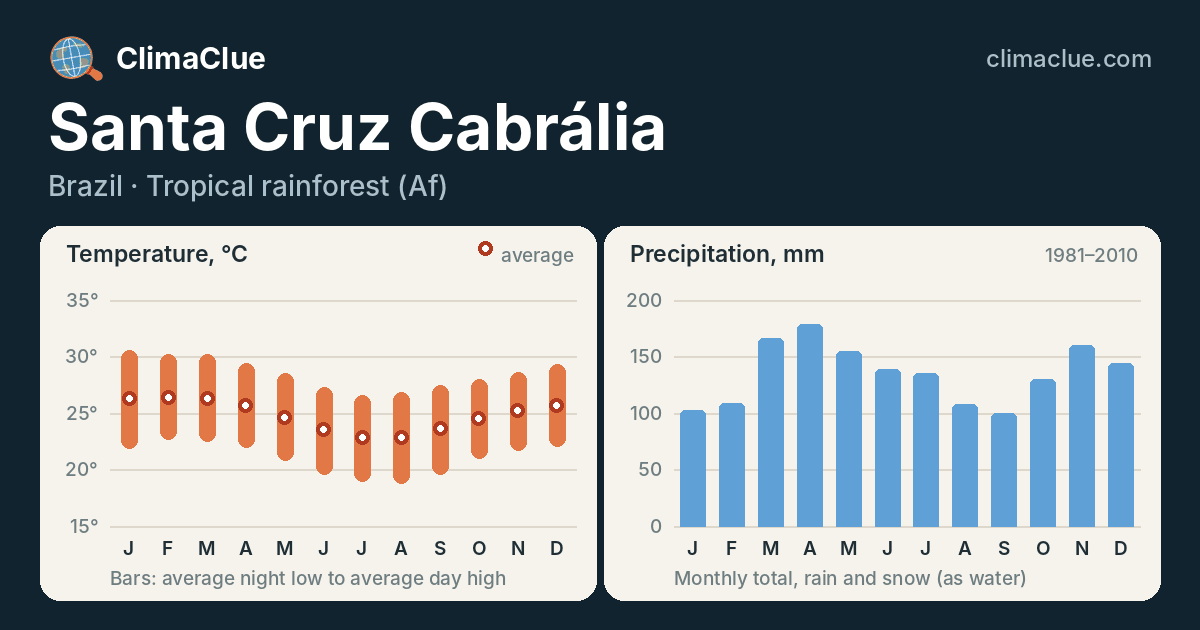 ClimaClue
climaclue.com
Santa Cruz Cabrália
Brazil · Tropical rainforest (Af)
Temperature, °C
average
35°
30°
25°
20°
15°
J F M A M J J A S O N D
Bars: average night low to average day high
Precipitation, mm
1981–2010
200
150
100
50
0
J F M A M J J A S O N D
Monthly total, rain and snow (as water)